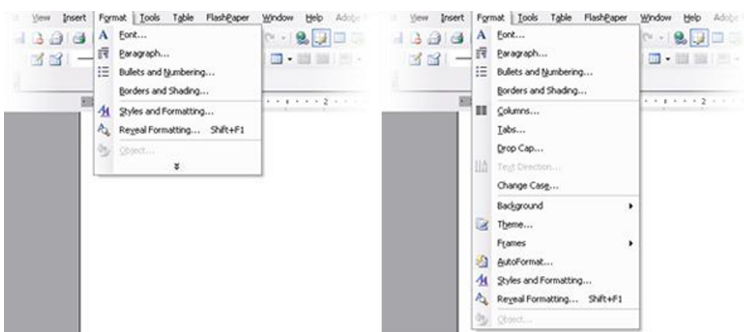 View Insert Format Tools Table FlashPaper Window Help Adobe
Font...
Paragraph...
Bullets and Numbering...
Borders and Shading...
Styles and Formatting...
Reveal Formatting... Shift+F1
Object...
2
View Insert Format Tools Table FlashPaper Window Help Adobe
Font...
Paragraph...
Bullets and Numbering...
Borders and Shading...
Columns...
Tabs...
Drop Cap...
Text Direction...
Change Case...
Background
Theme...
Frames
AutoFormat...
Styles and Formatting...
Reveal Formatting... Shift+F1
Object...
2